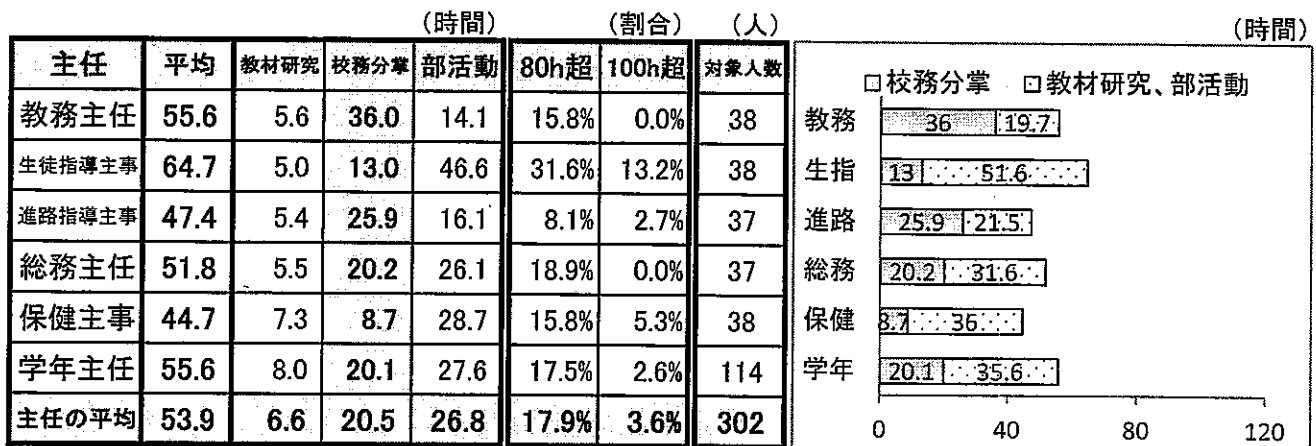 (時間) (割合) (人)
主任 平均 教材研究 校務分掌 部活動 80h超 100h超 対象人数
教務主任 55.6 5.6 36.0 14.1 15.8% 0.0% 38
生徒指導主事 64.7 5.0 13.0 46.6 31.6% 13.2% 38
進路指導主事 47.4 5.4 25.9 16.1 8.1% 2.7% 37
総務主任 51.8 5.5 20.2 26.1 18.9% 0.0% 37
保健主事 44.7 7.3 8.7 28.7 15.8% 5.3% 38
学年主任 55.6 8.0 20.1 27.6 17.5% 2.6% 114
主任の平均 53.9 6.6 20.5 26.8 17.9% 3.6% 302
(時間)
校務分掌 教材研究、部活動
教務 36 19.7
生指 13 51.6
進路 25.9 21.5
総務 20.2 31.6
保健 8.7 36
学年 20.1 35.6
0 40 80 120